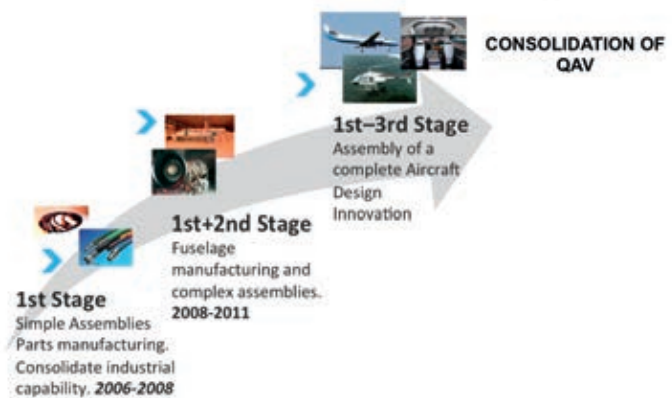 CONSOLIDATION OF
QAV
1st–3rd Stage
Assembly of a
complete Aircraft
Design
Innovation
1st+2nd Stage
Fuselage
manufacturing and
complex assemblies.
2008-2011
1st Stage
Simple Assemblies
Parts manufacturing.
Consolidate industrial
capability. 2006-2008